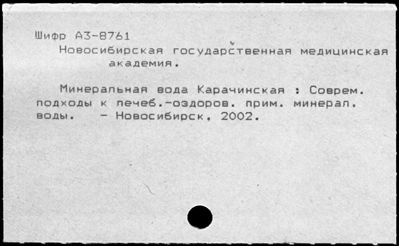 Шифр А3-8761
Новосибирская государственная медицинская
академия.
Минеральная вода Карачинская : Соврем.
подходы к лечеб.-оздоров. прим. минерал.
воды. - Новосибирск, 2002.